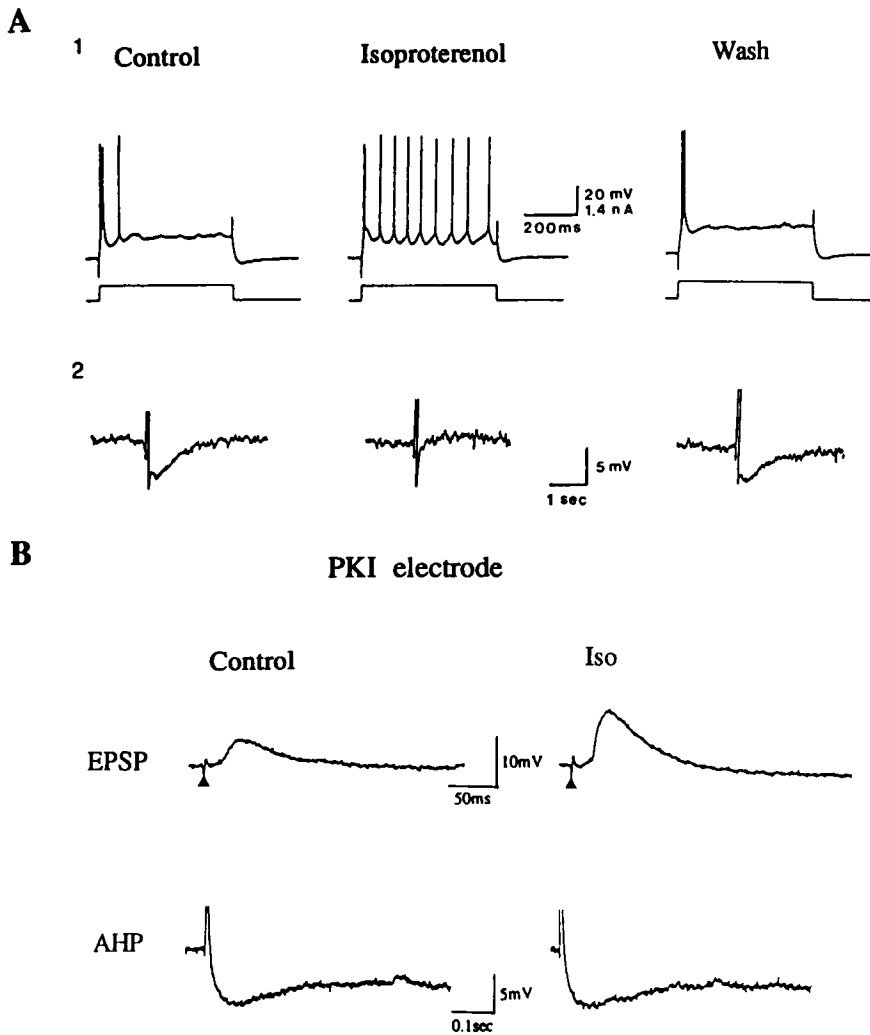 A
1
Control Isoproterenol Wash
20 mV
1.4 nA
200ms
2
5 mV
1 sec
B
PKI electrode
Control Iso
EPSP
10mV
50ms
AHP
5mV
0.1sec